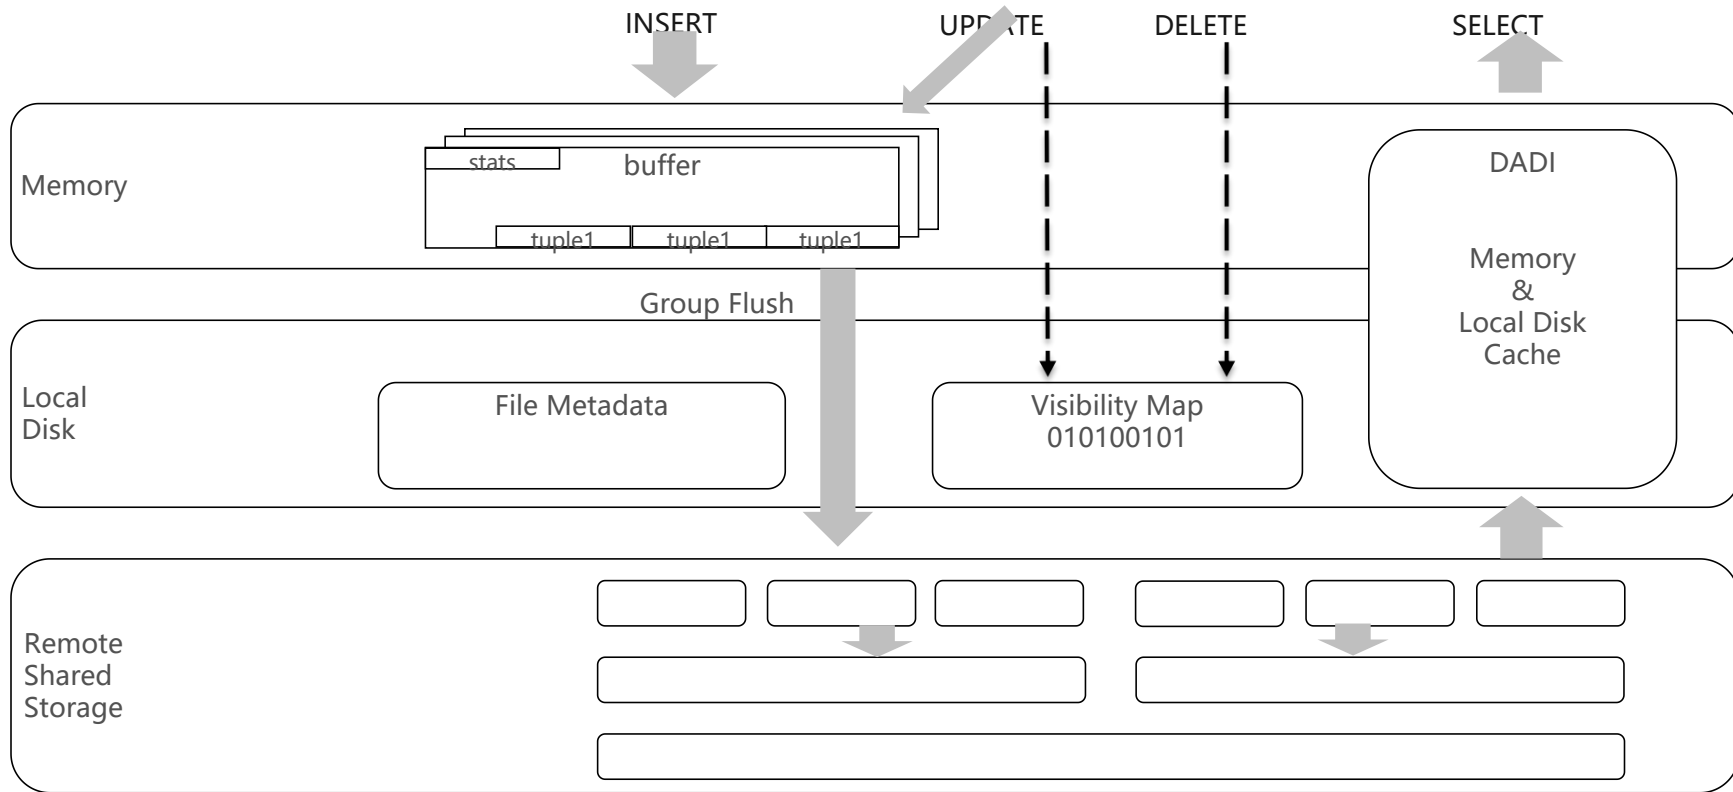 INSERT
UPDATE
DELETE
SELECT
Memory
stats
buffer
tuple1
tuple1
tuple1
DADI
Memory
&
Local Disk
Cache
Group Flush
Local
Disk
File Metadata
Visibility Map
010100101
Remote
Shared
Storage